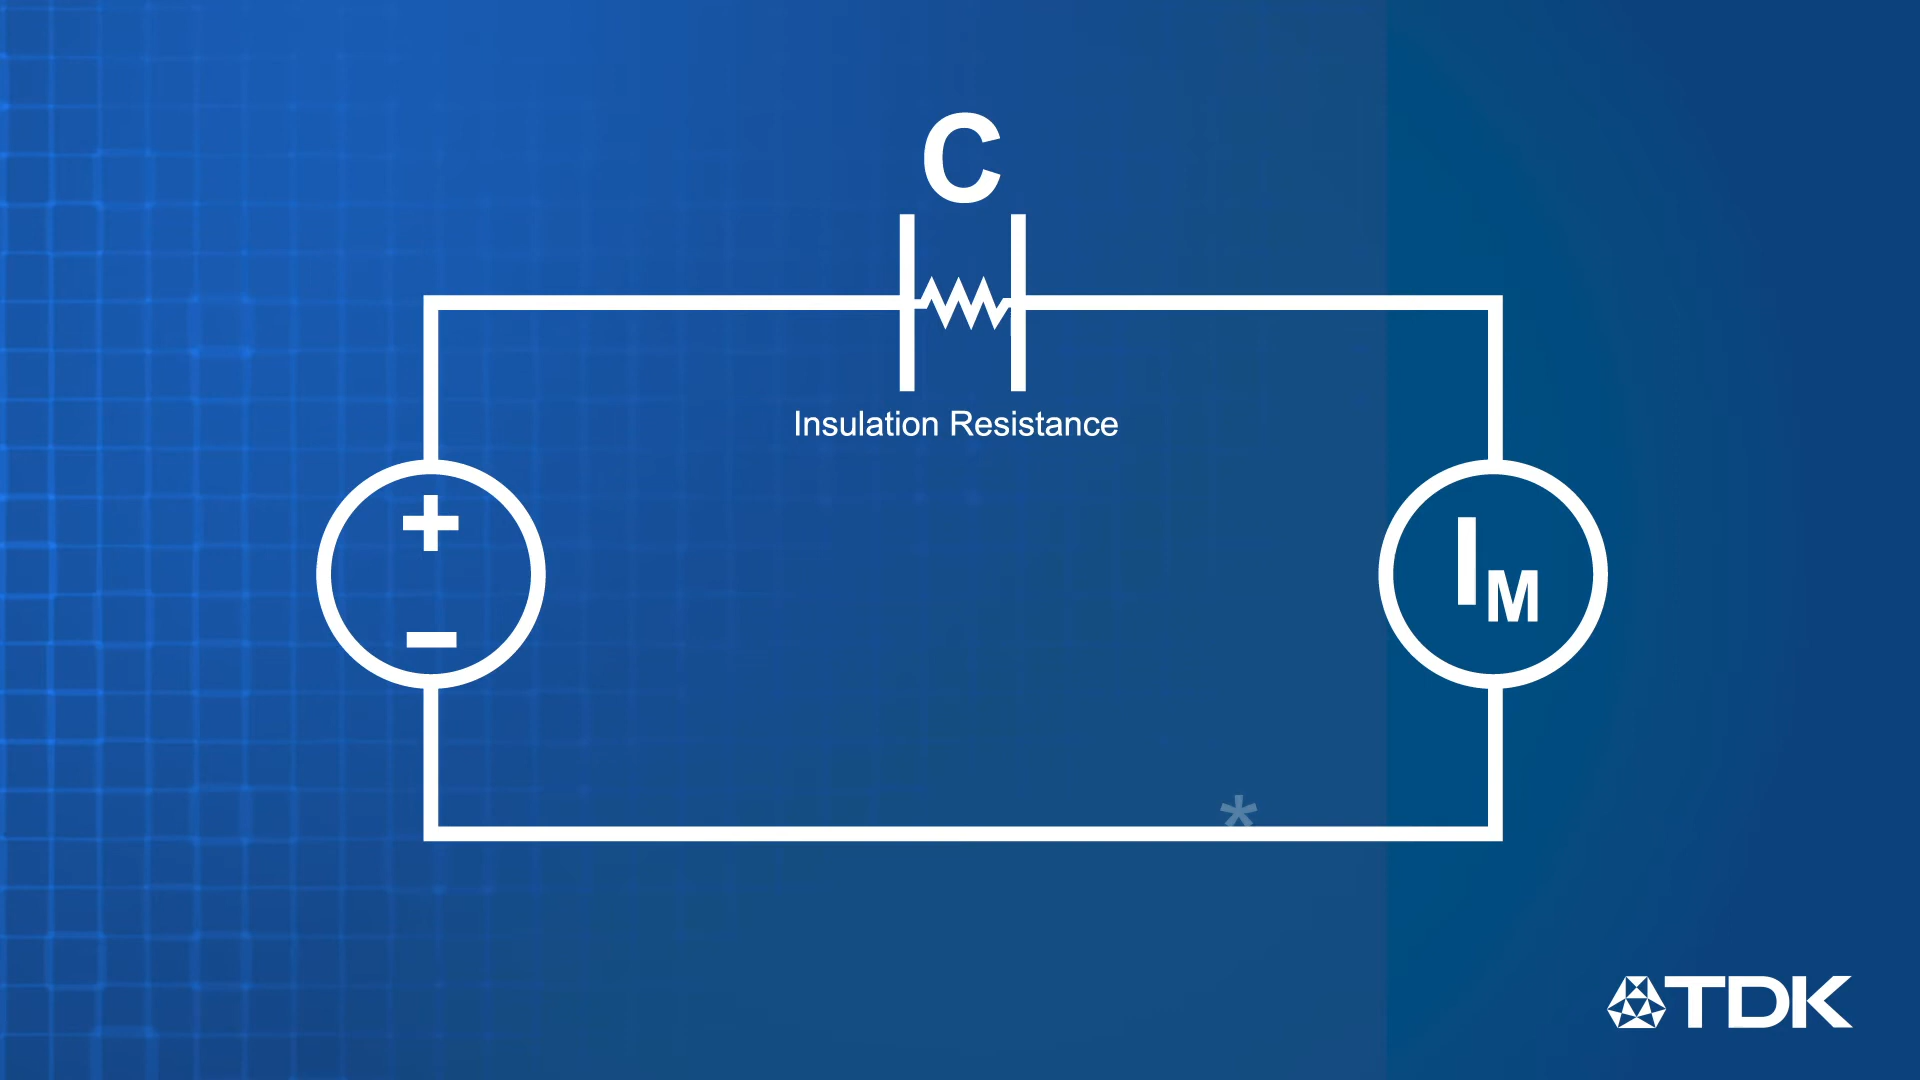 C
Insulation Resistance
+
-
IM
*
TDK